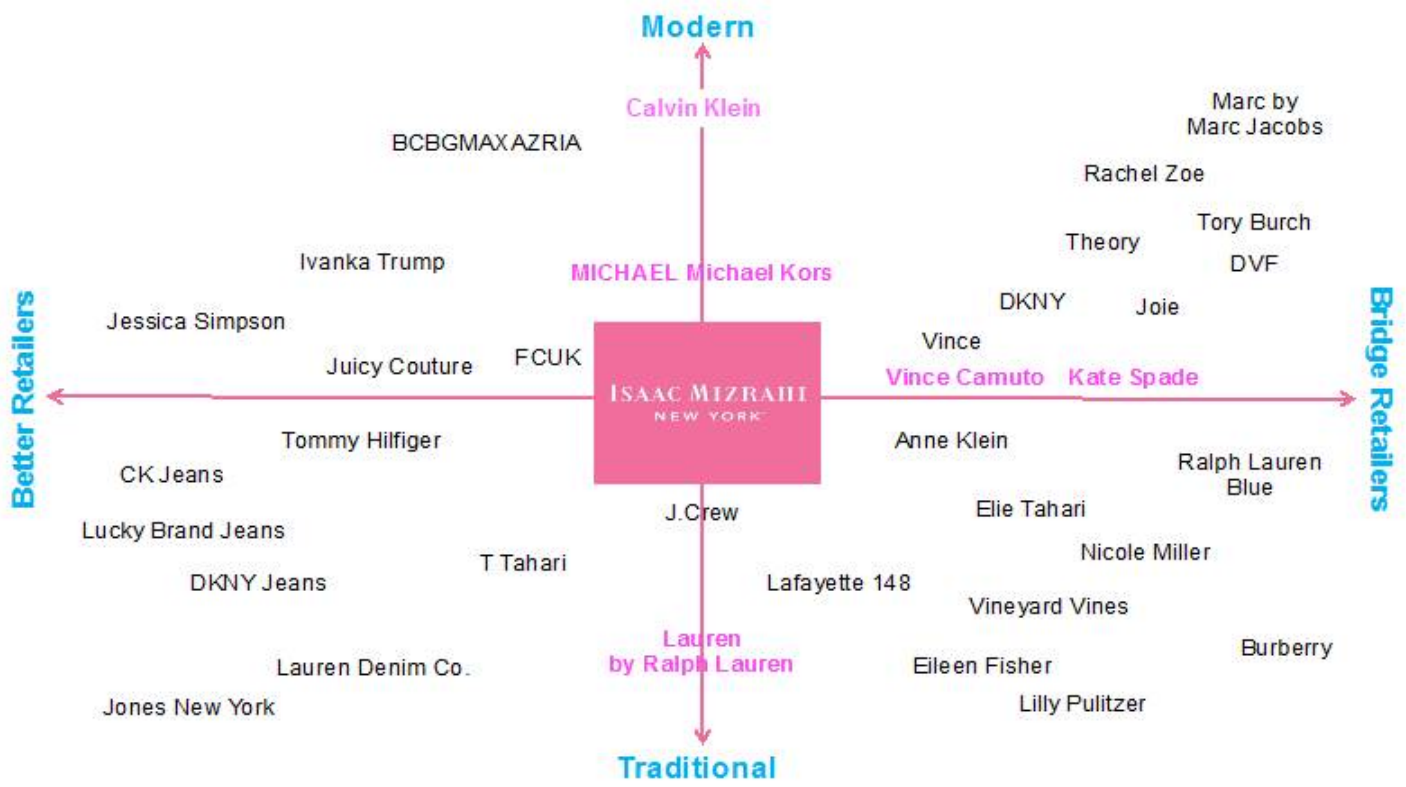 Modern
Calvin Klein
Marc by
Marc Jacobs
BCBGMAXAZRIA
Rachel Zoe
Tory Burch
Theory
DVF
Ivanka Trump
MICHAEL Michael Kors
DKNY
Joie
Jessica Simpson
Vince
FCUK
Juicy Couture
Vince Camuto
Kate Spade
Better Retailers
ISAAC MIZRAHI
NEW YORK
Bridge Retailers
Tommy Hilfiger
Anne Klein
CK Jeans
Ralph Lauren
Blue
J.Crew
Elie Tahari
Lucky Brand Jeans
Nicole Miller
T Tahari
DKNY Jeans
Lafayette 148
Vineyard Vines
Lauren
by Ralph Lauren
Burberry
Lauren Denim Co.
Eileen Fisher
Jones New York
Lilly Pulitzer
Traditional